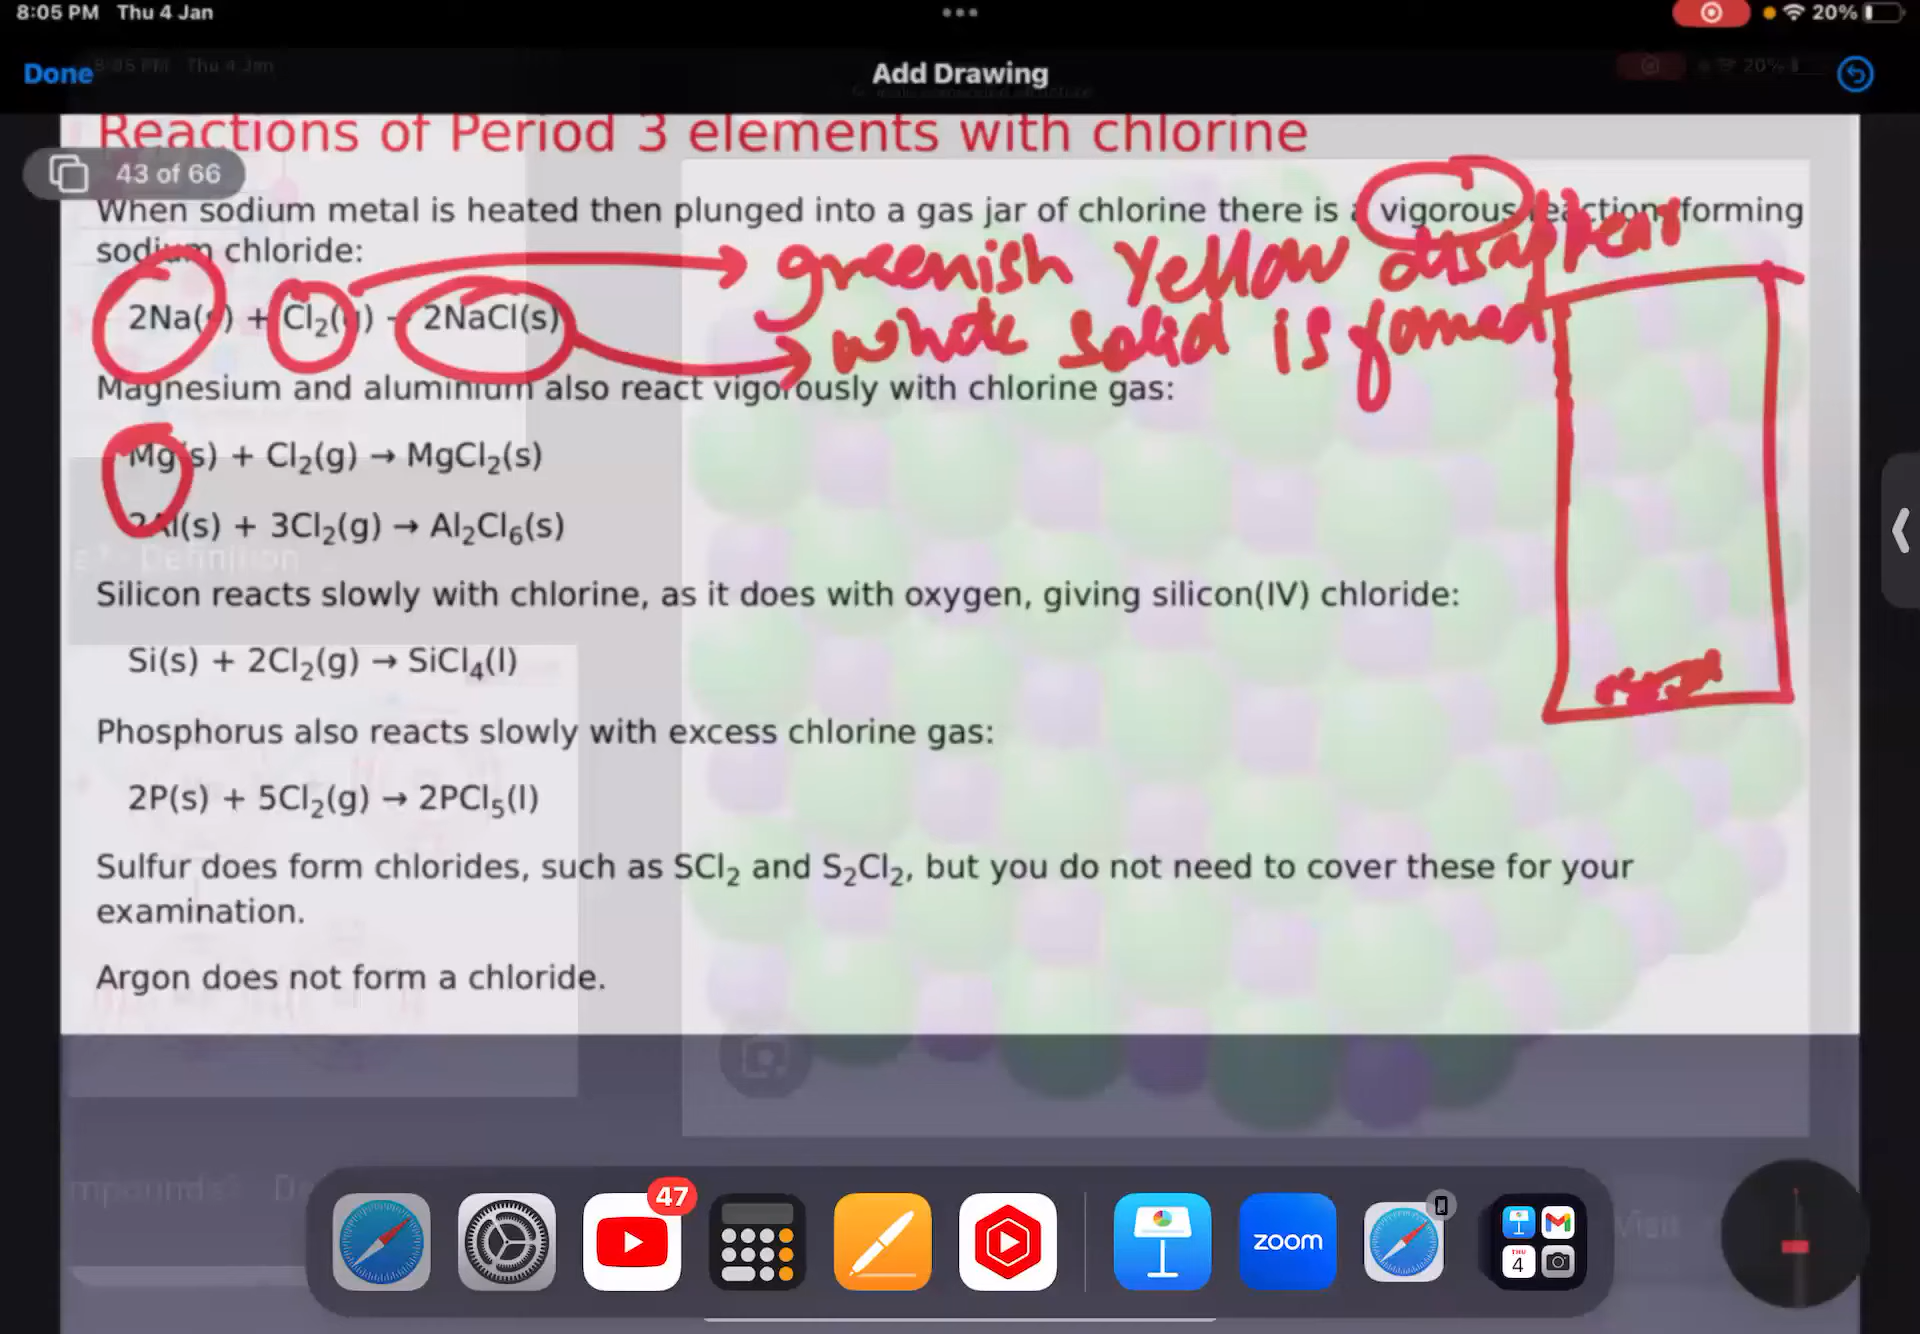 8:05 PM Thu 4 Jan
20%
Done
Add Drawing
Reactions of Period 3 elements with chlorine
43 of 66
When sodium metal is heated then plunged into a gas jar of chlorine there is a vigorous reaction forming
sodium chloride:
greenish Yellow disappear
2Na(s) + Cl₂(g) → 2NaCl(s)
white solid is formed
Magnesium and aluminium also react vigorously with chlorine gas:
Mg(s) + Cl₂(g) → MgCl₂(s)
2Al(s) + 3Cl₂(g) → Al₂Cl₆(s)
Definition
Silicon reacts slowly with chlorine, as it does with oxygen, giving silicon(IV) chloride:
Si(s) + 2Cl₂(g) → SiCl₄(l)
Phosphorus also reacts slowly with excess chlorine gas:
2P(s) + 5Cl₂(g) → 2PCl₅(l)
Sulfur does form chlorides, such as SCl₂ and S₂Cl₂, but you do not need to cover these for your
examination.
Argon does not form a chloride.
Visit
47
zoom
THU
4